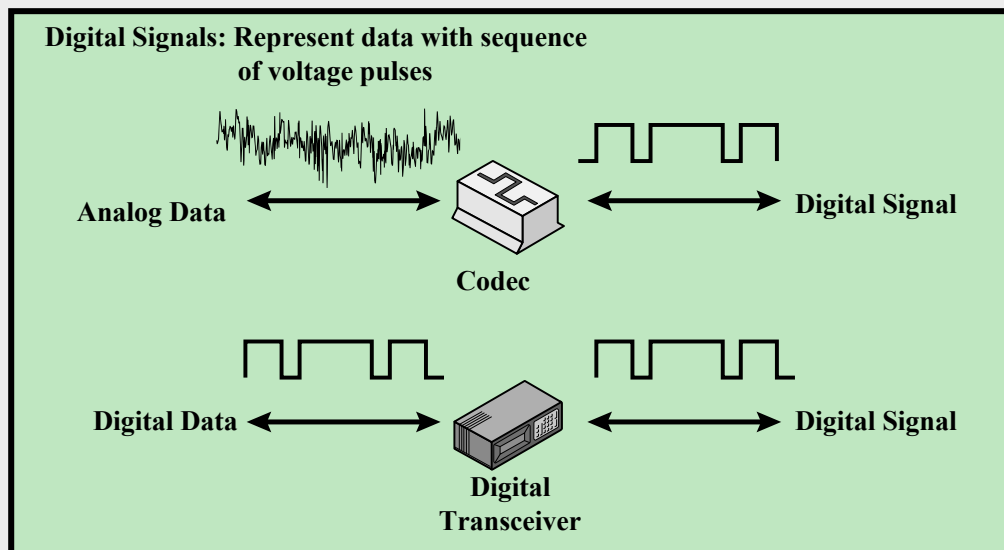 Digital Signals: Represent data with sequence
of voltage pulses
Analog Data
Digital Signal
Codec
Digital Data
Digital Signal
Digital
Transceiver